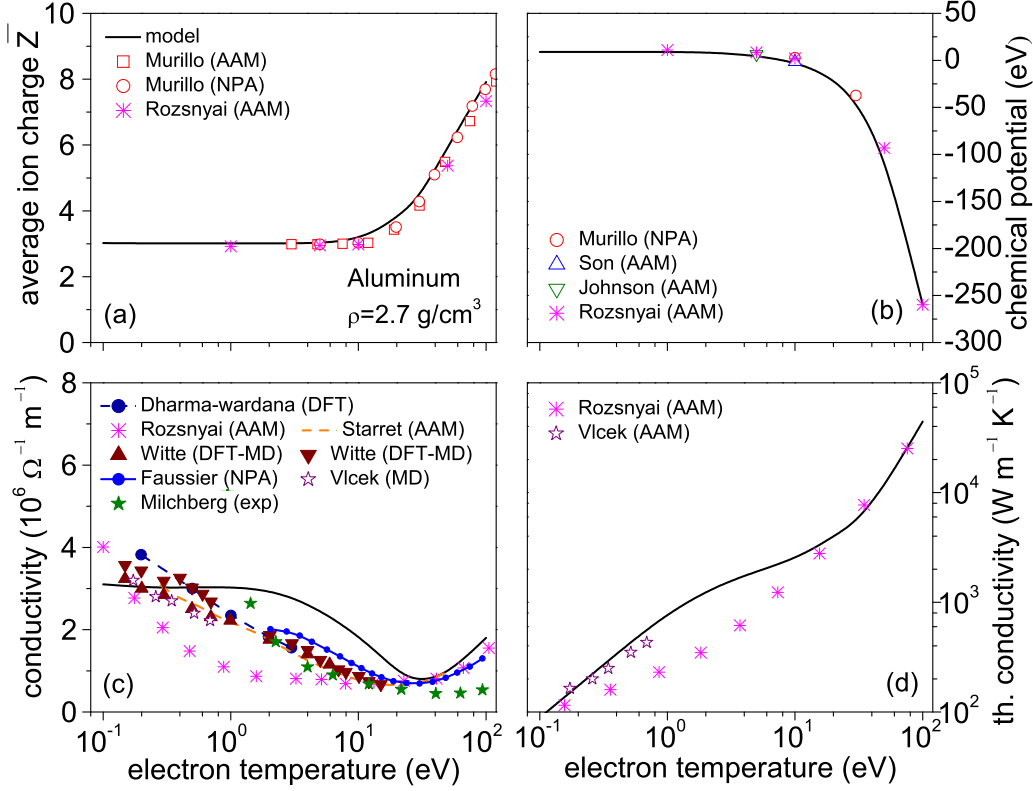 average ion charge Z̅
10
8
6
4
2
0
model
Murillo (AAM)
Murillo (NPA)
Rozsnyai (AAM)
Aluminum
ρ=2.7 g/cm³
(a)
chemical potential (eV)
50
0
-50
-100
-150
-200
-250
-300
Murillo (NPA)
Son (AAM)
Johnson (AAM)
Rozsnyai (AAM)
(b)
conductivity (10⁶ Ω⁻¹ m⁻¹)
8
6
4
2
0
Dharma-wardana (DFT)
Rozsnyai (AAM) Starret (AAM)
Witte (DFT-MD) Witte (DFT-MD)
Faussier (NPA) Vlcek (MD)
Milchberg (exp)
(c)
10⁻¹ 10⁰ 10¹ 10²
electron temperature (eV)
th. conductivity (W m⁻¹ K⁻¹)
10⁵
10⁴
10³
10²
Rozsnyai (AAM)
Vlcek (AAM)
(d)
10⁻¹ 10⁰ 10¹ 10²
electron temperature (eV)